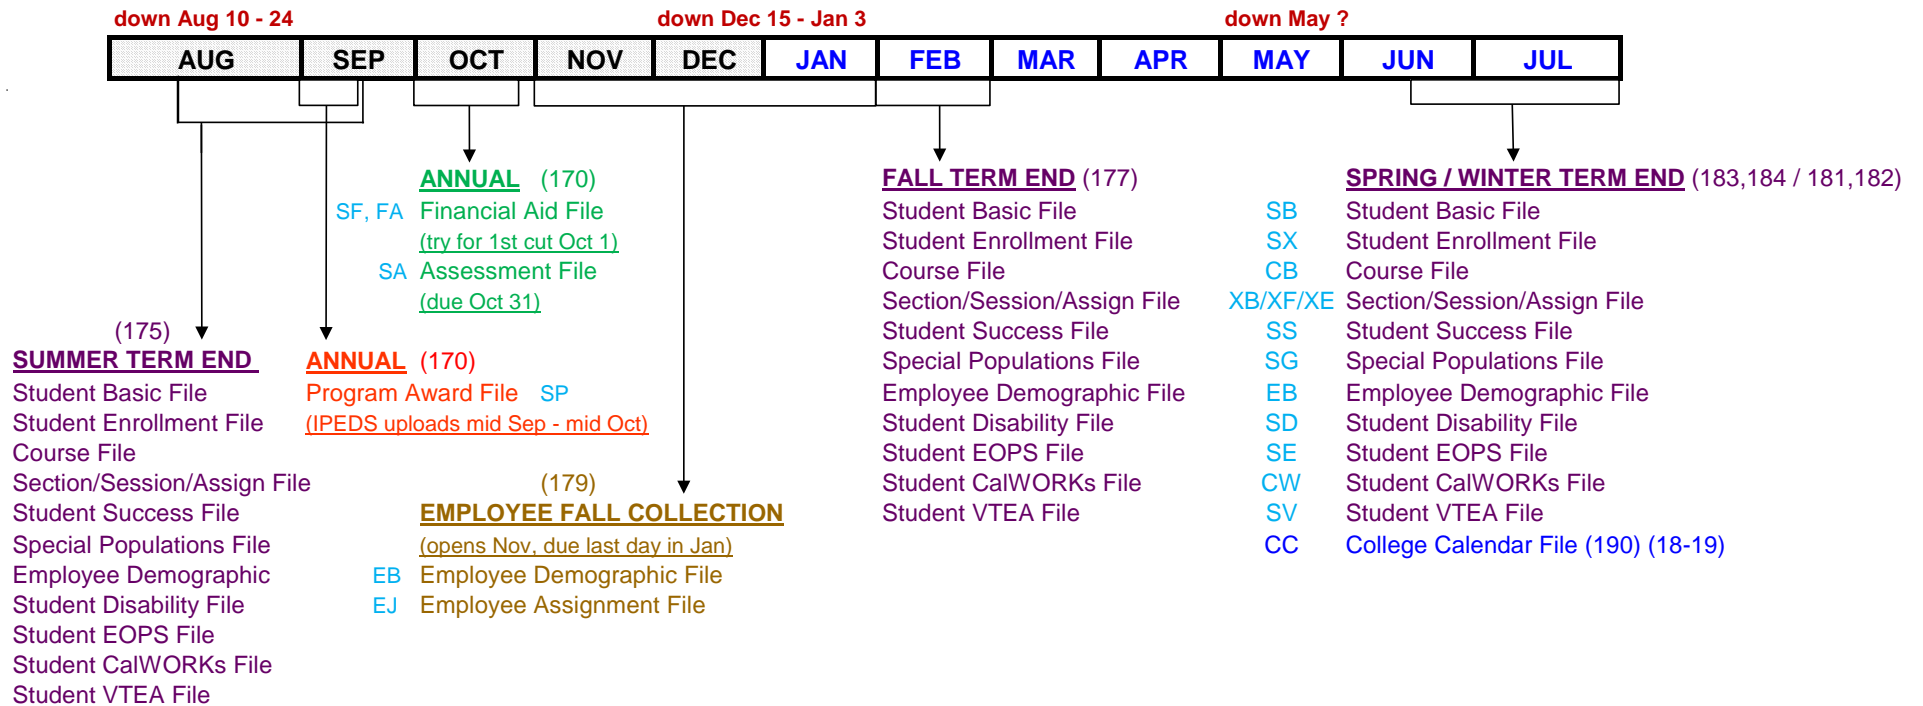 down Aug 10 - 24 down Dec 15 - Jan 3 down May ?
AUG SEP OCT NOV DEC JAN FEB MAR APR MAY JUN JUL
ANNUAL (170)
SF, FA Financial Aid File
(try for 1st cut Oct 1)
SA Assessment File
(due Oct 31)
(175)
SUMMER TERM END
Student Basic File
Student Enrollment File
Course File
Section/Session/Assign File
Student Success File
Special Populations File
Employee Demographic
Student Disability File
Student EOPS File
Student CalWORKs File
Student VTEA File
ANNUAL (170)
Program Award File SP
(IPEDS uploads mid Sep - mid Oct)
(179)
EMPLOYEE FALL COLLECTION
(opens Nov, due last day in Jan)
EB Employee Demographic File
EJ Employee Assignment File
FALL TERM END (177) SPRING / WINTER TERM END (183,184 / 181,182)
Student Basic File SB Student Basic File
Student Enrollment File SX Student Enrollment File
Course File CB Course File
Section/Session/Assign File XB/XF/XE Section/Session/Assign File
Student Success File SS Student Success File
Special Populations File SG Special Populations File
Employee Demographic File EB Employee Demographic File
Student Disability File SD Student Disability File
Student EOPS File SE Student EOPS File
Student CalWORKs File CW Student CalWORKs File
Student VTEA File SV Student VTEA File
CC College Calendar File (190) (18-19)